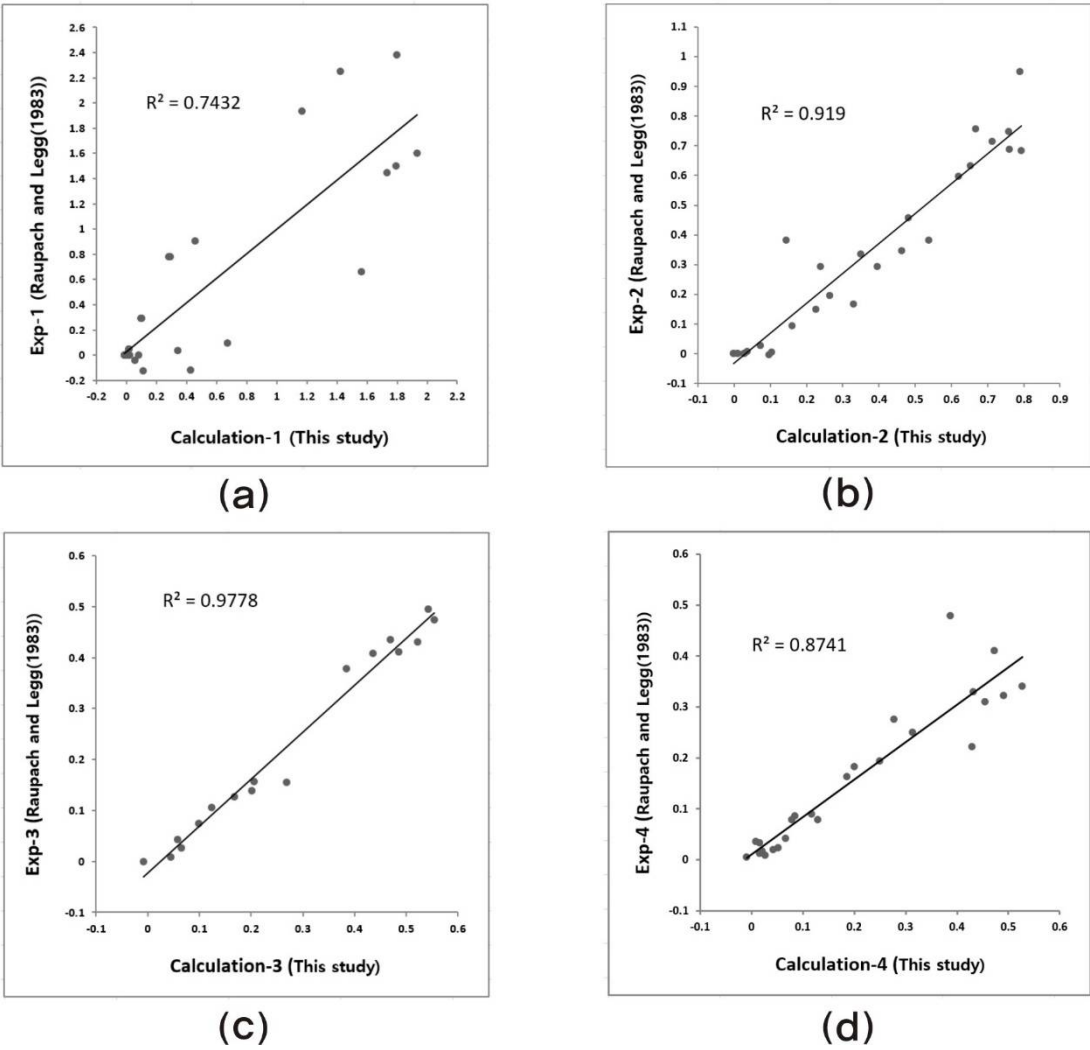 Exp-1 (Raupach and Legg(1983))
2.6
2.4
2.2
2
1.8
1.6
1.4
1.2
1
0.8
0.6
0.4
0.2
0
-0.2
R² = 0.7432
-0.2 0 0.2 0.4 0.6 0.8 1 1.2 1.4 1.6 1.8 2 2.2
Calculation-1 (This study)
(a)
Exp-2 (Raupach and Legg(1983))
1.1
1
0.9
0.8
0.7
0.6
0.5
0.4
0.3
0.2
0.1
0
-0.1
R² = 0.919
-0.1 0 0.1 0.2 0.3 0.4 0.5 0.6 0.7 0.8 0.9
Calculation-2 (This study)
(b)
Exp-3 (Raupach and Legg(1983))
0.6
0.5
0.4
0.3
0.2
0.1
0
-0.1
R² = 0.9778
-0.1 0 0.1 0.2 0.3 0.4 0.5 0.6
Calculation-3 (This study)
(c)
Exp-4 (Raupach and Legg(1983))
0.6
0.5
0.4
0.3
0.2
0.1
0
-0.1
R² = 0.8741
-0.1 0 0.1 0.2 0.3 0.4 0.5 0.6
Calculation-4 (This study)
(d)